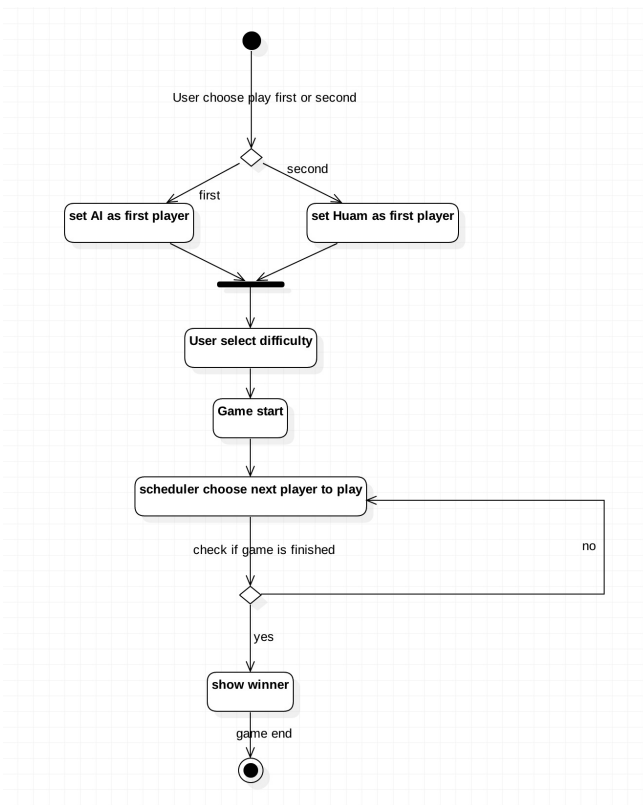 User choose play first or second
second
first
set AI as first player
set Huam as first player
User select difficulty
Game start
scheduler choose next player to play
check if game is finished
no
yes
show winner
game end